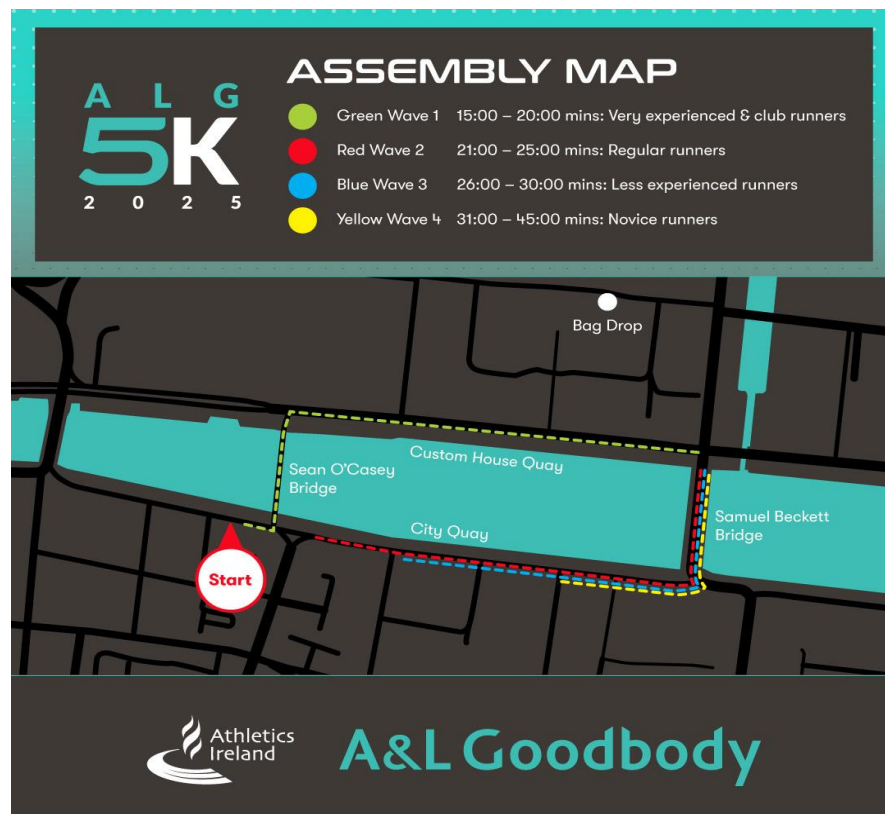 ALG
5K
2025
ASSEMBLY MAP
Green Wave 1 15:00 – 20:00 mins: Very experienced & club runners
Red Wave 2 21:00 – 25:00 mins: Regular runners
Blue Wave 3 26:00 – 30:00 mins: Less experienced runners
Yellow Wave 4 31:00 – 45:00 mins: Novice runners
Bag Drop
Custom House Quay
Sean O'Casey
Bridge
Samuel Beckett
Bridge
City Quay
Start
Athletics
Ireland
A&L Goodbody